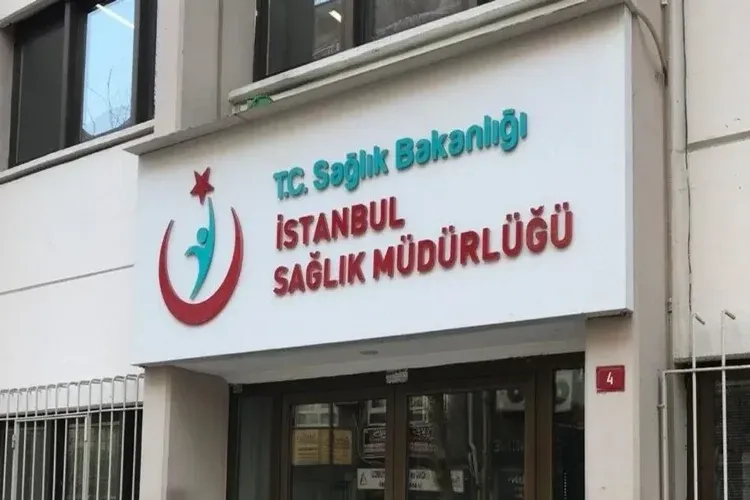 T.C. Sağlık Bakanlığı
İSTANBUL
SAĞLIK MÜDÜRLÜĞÜ
4